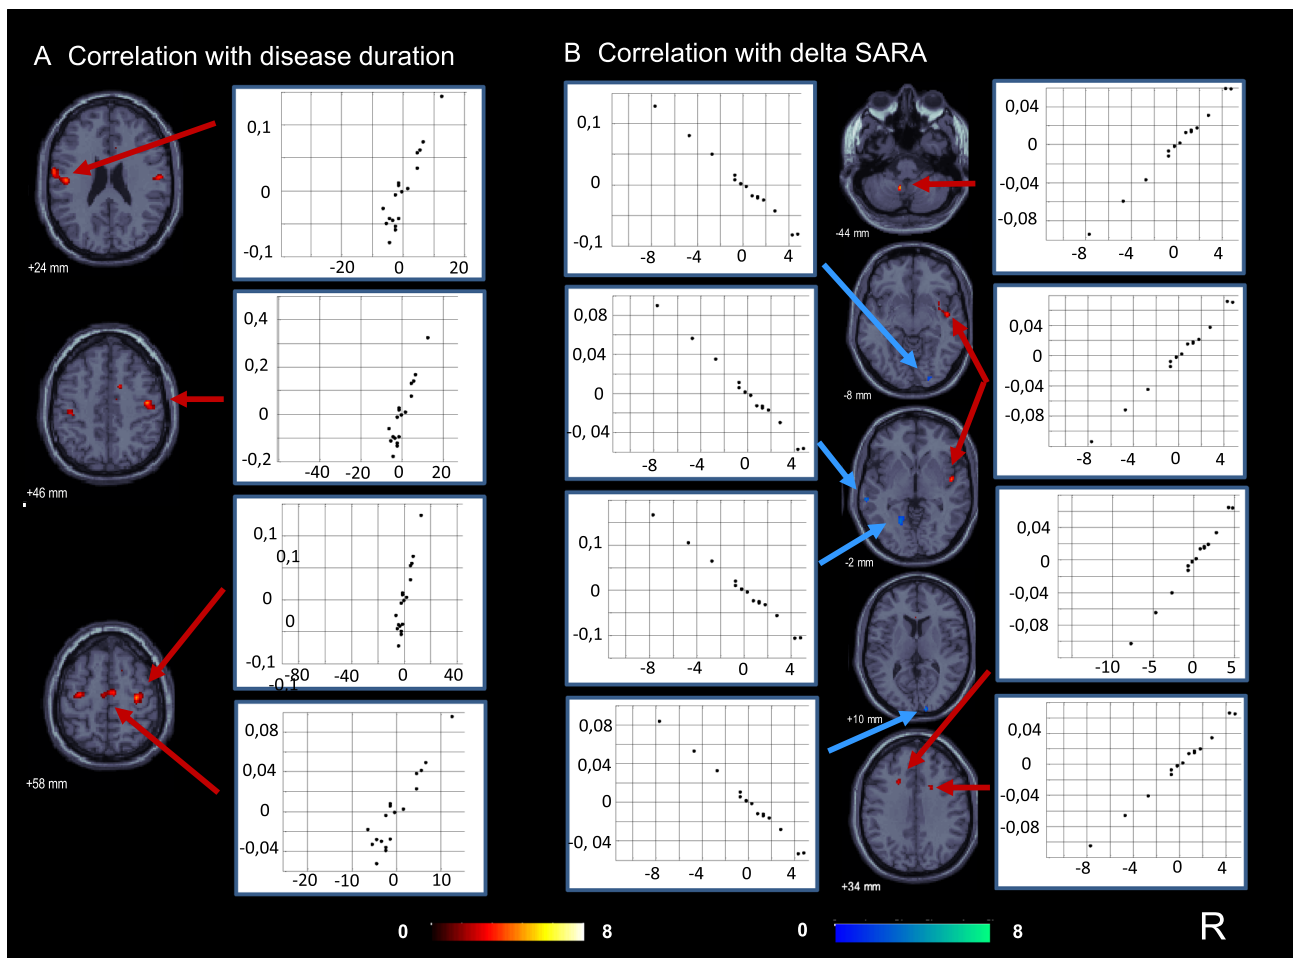 A Correlation with disease duration
0,1
0
-0,1
-20 0 20
+24 mm
0,4
0,2
0
-0,2
-40 -20 0 20
+46 mm
0,1
0,1
0
0
-0,1
-0,1
-80 -40 0 40
+58 mm
0,08
0,04
0
-0,04
-20 -10 0 10
0 8
B Correlation with delta SARA
0,1
0
-0,1
-8 -4 0 4
0,08
0,04
0
-0,04
-8 -4 0 4
0,1
0
-0,1
-8 -4 0 4
0,08
0,04
0
-0,04
-8 -4 0 4
-44 mm
-8 mm
-2 mm
+10 mm
+34 mm
0,04
0
-0,04
-0,08
-8 -4 0 4
0,04
0
-0,04
-0,08
-8 -4 0 4
0,04
0
-0,04
-0,08
-10 -5 0 5
0,04
0
-0,04
-0,08
-8 -4 0 4
0 8
R